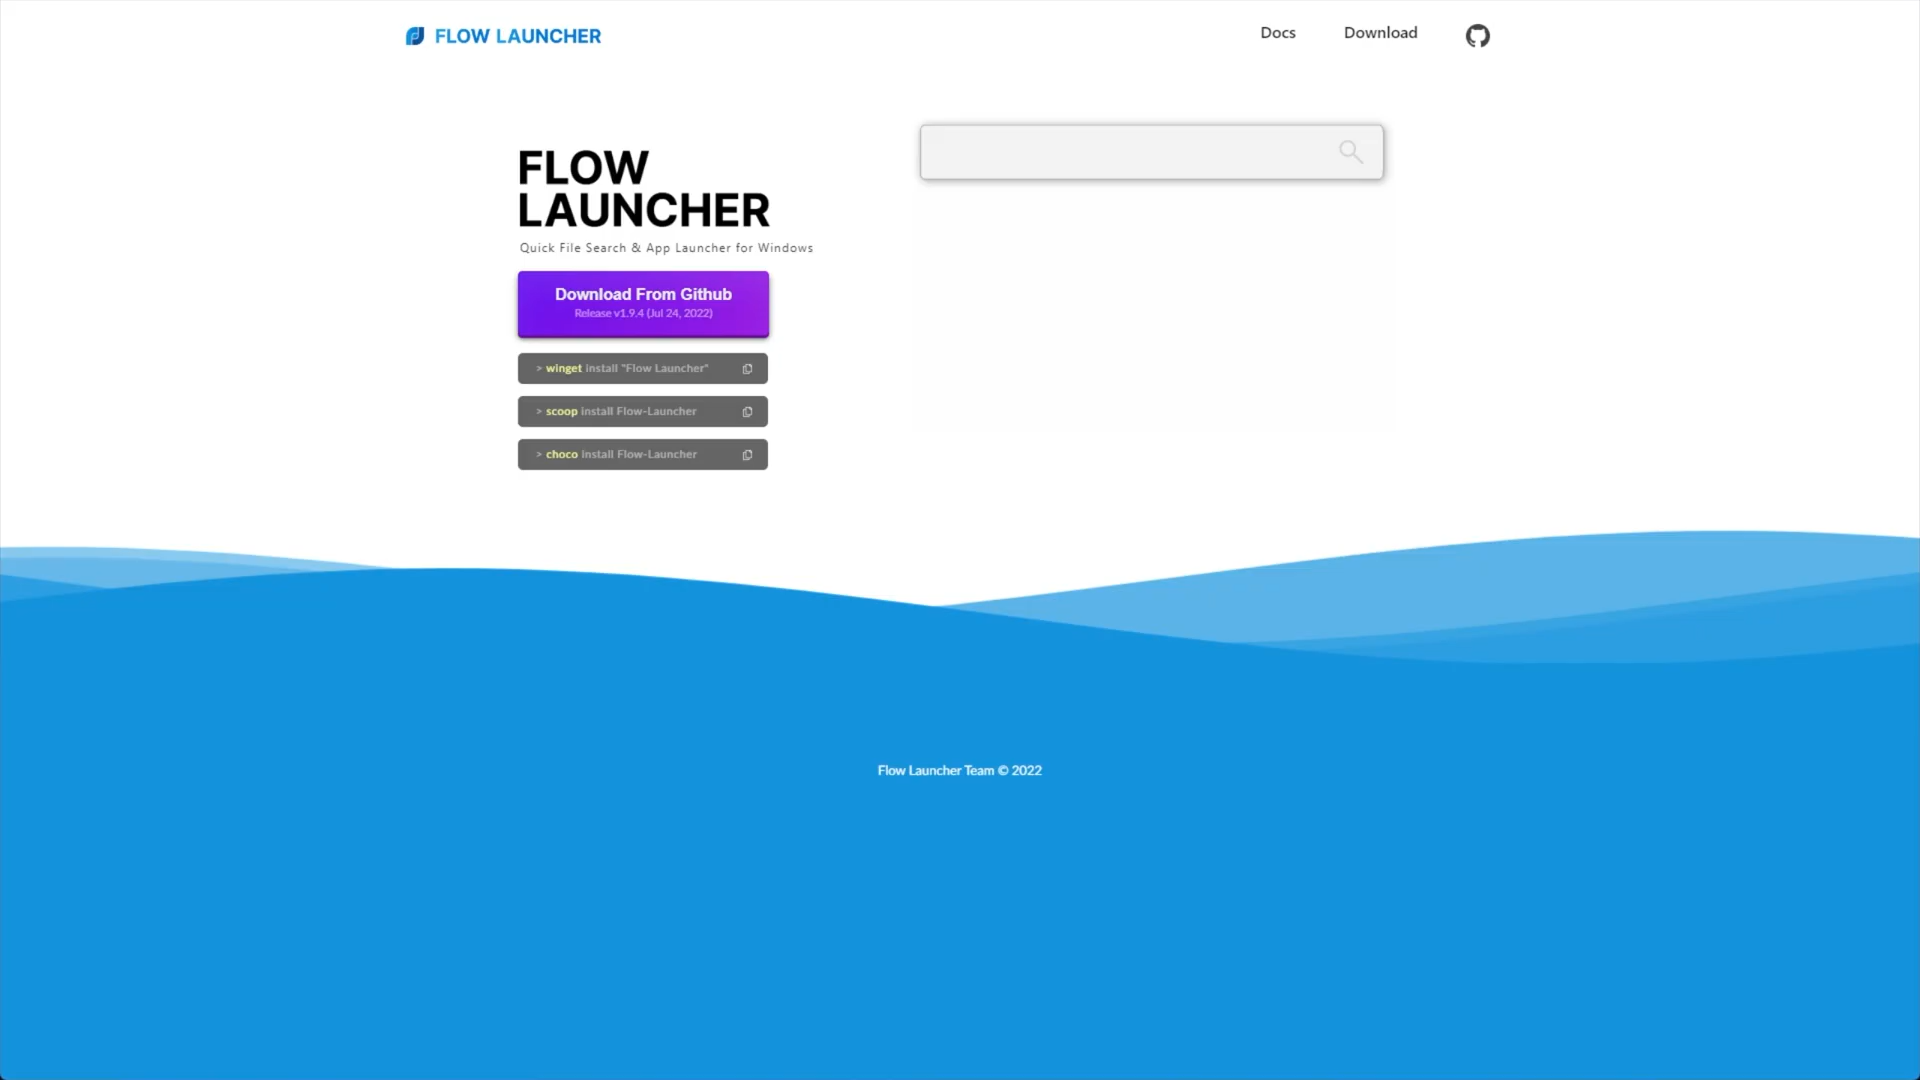 FLOW LAUNCHER
Docs
Download
FLOW
LAUNCHER
Quick File Search & App Launcher for Windows
Download From Github
Release v1.9.4 (Jul 24, 2022)
> winget install "Flow Launcher"
> scoop install Flow-Launcher
> choco install Flow-Launcher
Flow Launcher Team © 2022